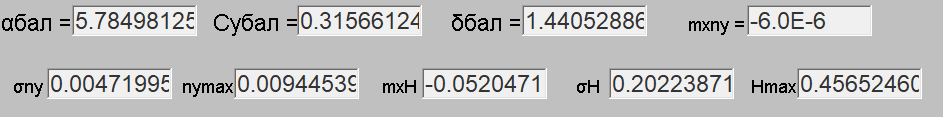 αбал = 5.78498125 Субал = 0.31566124 δбал = 1.44052886 mxny = -6.0E-6
σny 0.00471995 nymax 0.00944539 mxH -0.0520471 σH 0.20223871 Hmax 0.45652460